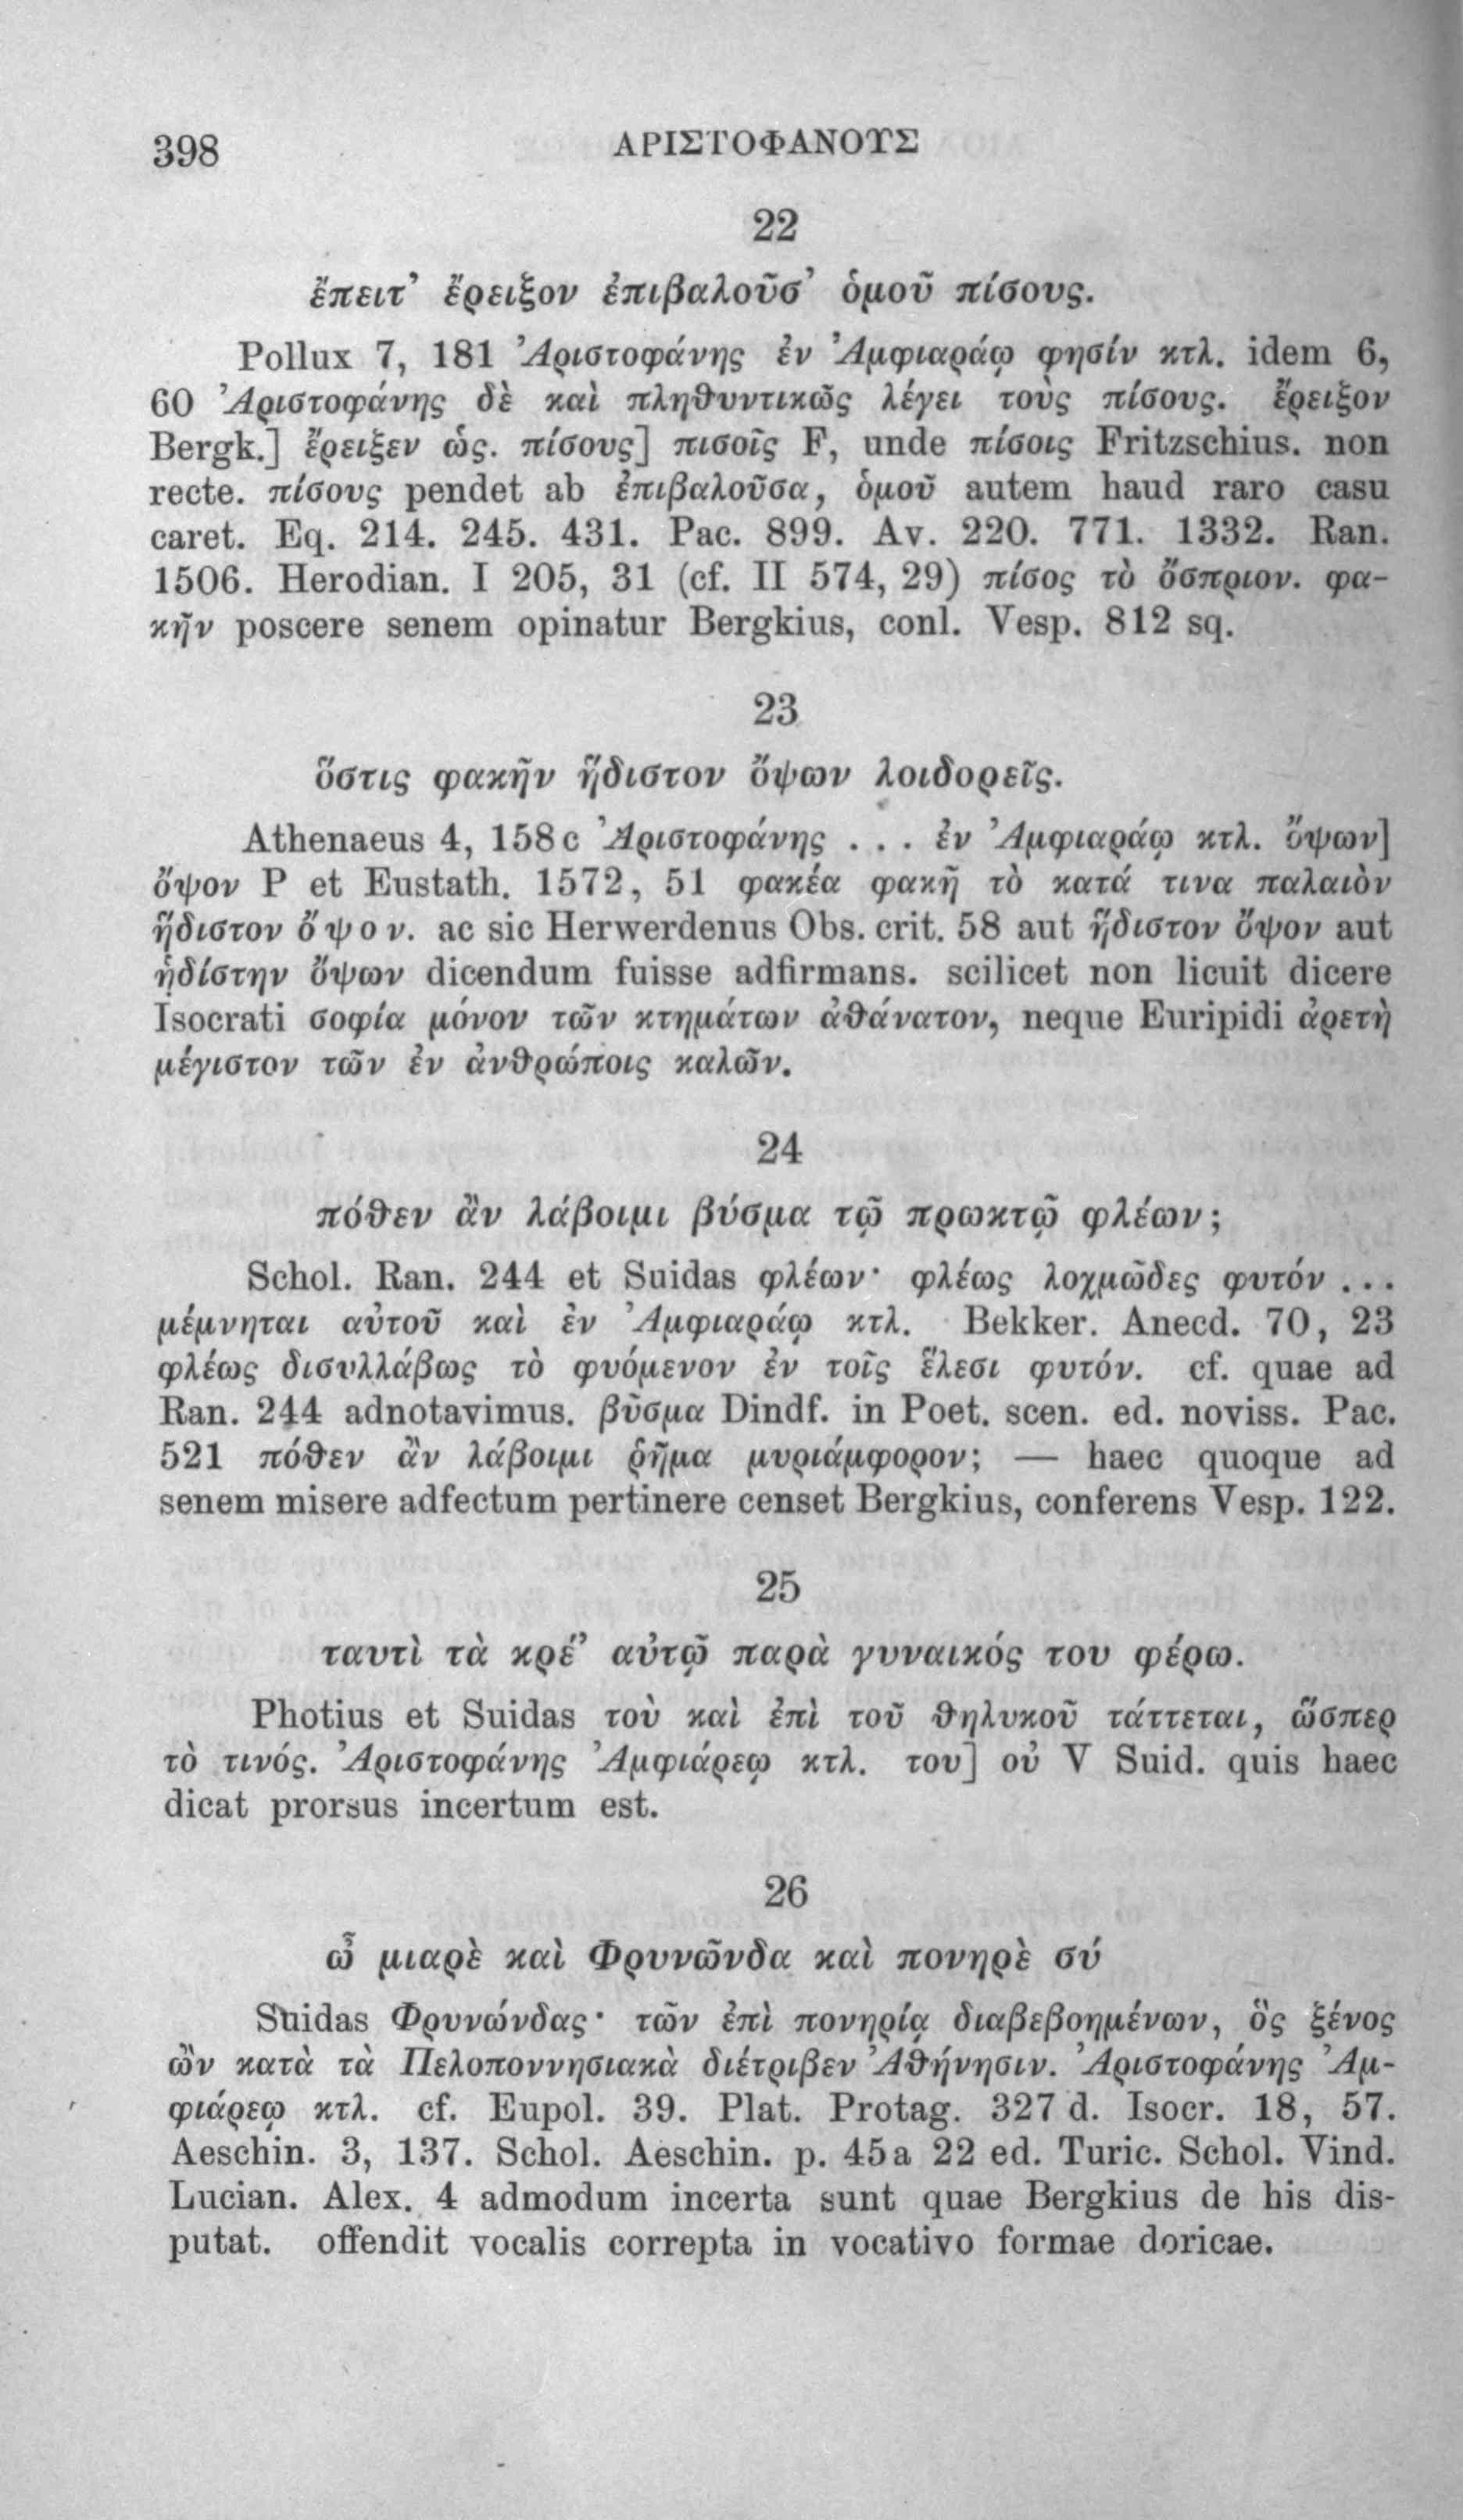 398
ΑΡΙΣΤΟΦΑΝΟΥΣ
22
ἔπειτ’ ἔρειξον ἐπιβαλοῦσ’ ὁμοῦ πίσους.
Pollux 7, 181 Ἀριστοφάνης ἐν Ἀμφιαράῳ φησίν κτλ. idem 6,
60 Ἀριστοφάνης δὲ καὶ πληθυντικῶς λέγει τοὺς πίσους. ἔρειξον
Bergk.] ἔρειξεν ὡς. πίσους] πισοῖς F, unde πίσοις Fritzschius. non
recte. πίσους pendet ab ἐπιβαλοῦσα, ὁμοῦ autem haud raro casu
caret. Eq. 214. 245. 431. Pac. 899. Av. 220. 771. 1332. Ran.
1506. Herodian. I 205, 31 (cf. II 574, 29) πίσος τὸ ὄσπριον. φα-
κῆν poscere senem opinatur Bergkius, conl. Vesp. 812 sq.
23
ὅστις φακῆν ἥδιστον ὄψων λοιδορεῖς.
Athenaeus 4, 158 c Ἀριστοφάνης . . . ἐν Ἀμφιαράῳ κτλ. ὄψων]
ὄψον P et Eustath. 1572, 51 φακέα φακῆ τὸ κατά τινα παλαιὸν
ἥδιστον ὄψον. ac sic Herwerdenus Obs. crit. 58 aut ἥδιστον ὄψον aut
ἡδίστην ὄψων dicendum fuisse adfirmans. scilicet non licuit dicere
Isocrati σοφία μόνον τῶν κτημάτων ἀθάνατον, neque Euripidi ἀρετὴ
μέγιστον τῶν ἐν ἀνθρώποις καλῶν.
24
πόθεν ἂν λάβοιμι βύσμα τῷ πρωκτῷ φλέων;
Schol. Ran. 244 et Suidas φλέων· φλέως λοχμῶδες φυτόν . . .
μέμνηται αὐτοῦ καὶ ἐν Ἀμφιαράῳ κτλ. Bekker. Anecd. 70, 23
φλέως δισυλλάβως τὸ φυόμενον ἐν τοῖς ἕλεσι φυτόν. cf. quae ad
Ran. 244 adnotavimus. βῦσμα Dindf. in Poet. scen. ed. noviss. Pac.
521 πόθεν ἂν λάβοιμι ῥῆμα μυριάμφορον; — haec quoque ad
senem misere adfectum pertinere censet Bergkius, conferens Vesp. 122.
25
ταυτὶ τὰ κρέ’ αὐτῷ παρὰ γυναικός του φέρω.
Photius et Suidas τοὺ καὶ ἐπὶ τοῦ θηλυκοῦ τάττεται, ὥσπερ
τὸ τινός. Ἀριστοφάνης Ἀμφιάρεῳ κτλ. του] οὐ V Suid. quis haec
dicat prorsus incertum est.
26
ὦ μιαρὲ καὶ Φρυνῶνδα καὶ πονηρὲ σύ
Suidas Φρυνώνδας· τῶν ἐπὶ πονηρίᾳ διαβεβοημένων, ὃς ξένος
ὢν κατὰ τὰ Πελοποννησιακὰ διέτριβεν Ἀθήνησιν. Ἀριστοφάνης Ἀμ-
φιάρεῳ κτλ. cf. Eupol. 39. Plat. Protag. 327 d. Isocr. 18, 57.
Aeschin. 3, 137. Schol. Aeschin. p. 45 a 22 ed. Turic. Schol. Vind.
Lucian. Alex. 4 admodum incerta sunt quae Bergkius de his dis-
putat. offendit vocalis correpta in vocativo formae doricae.